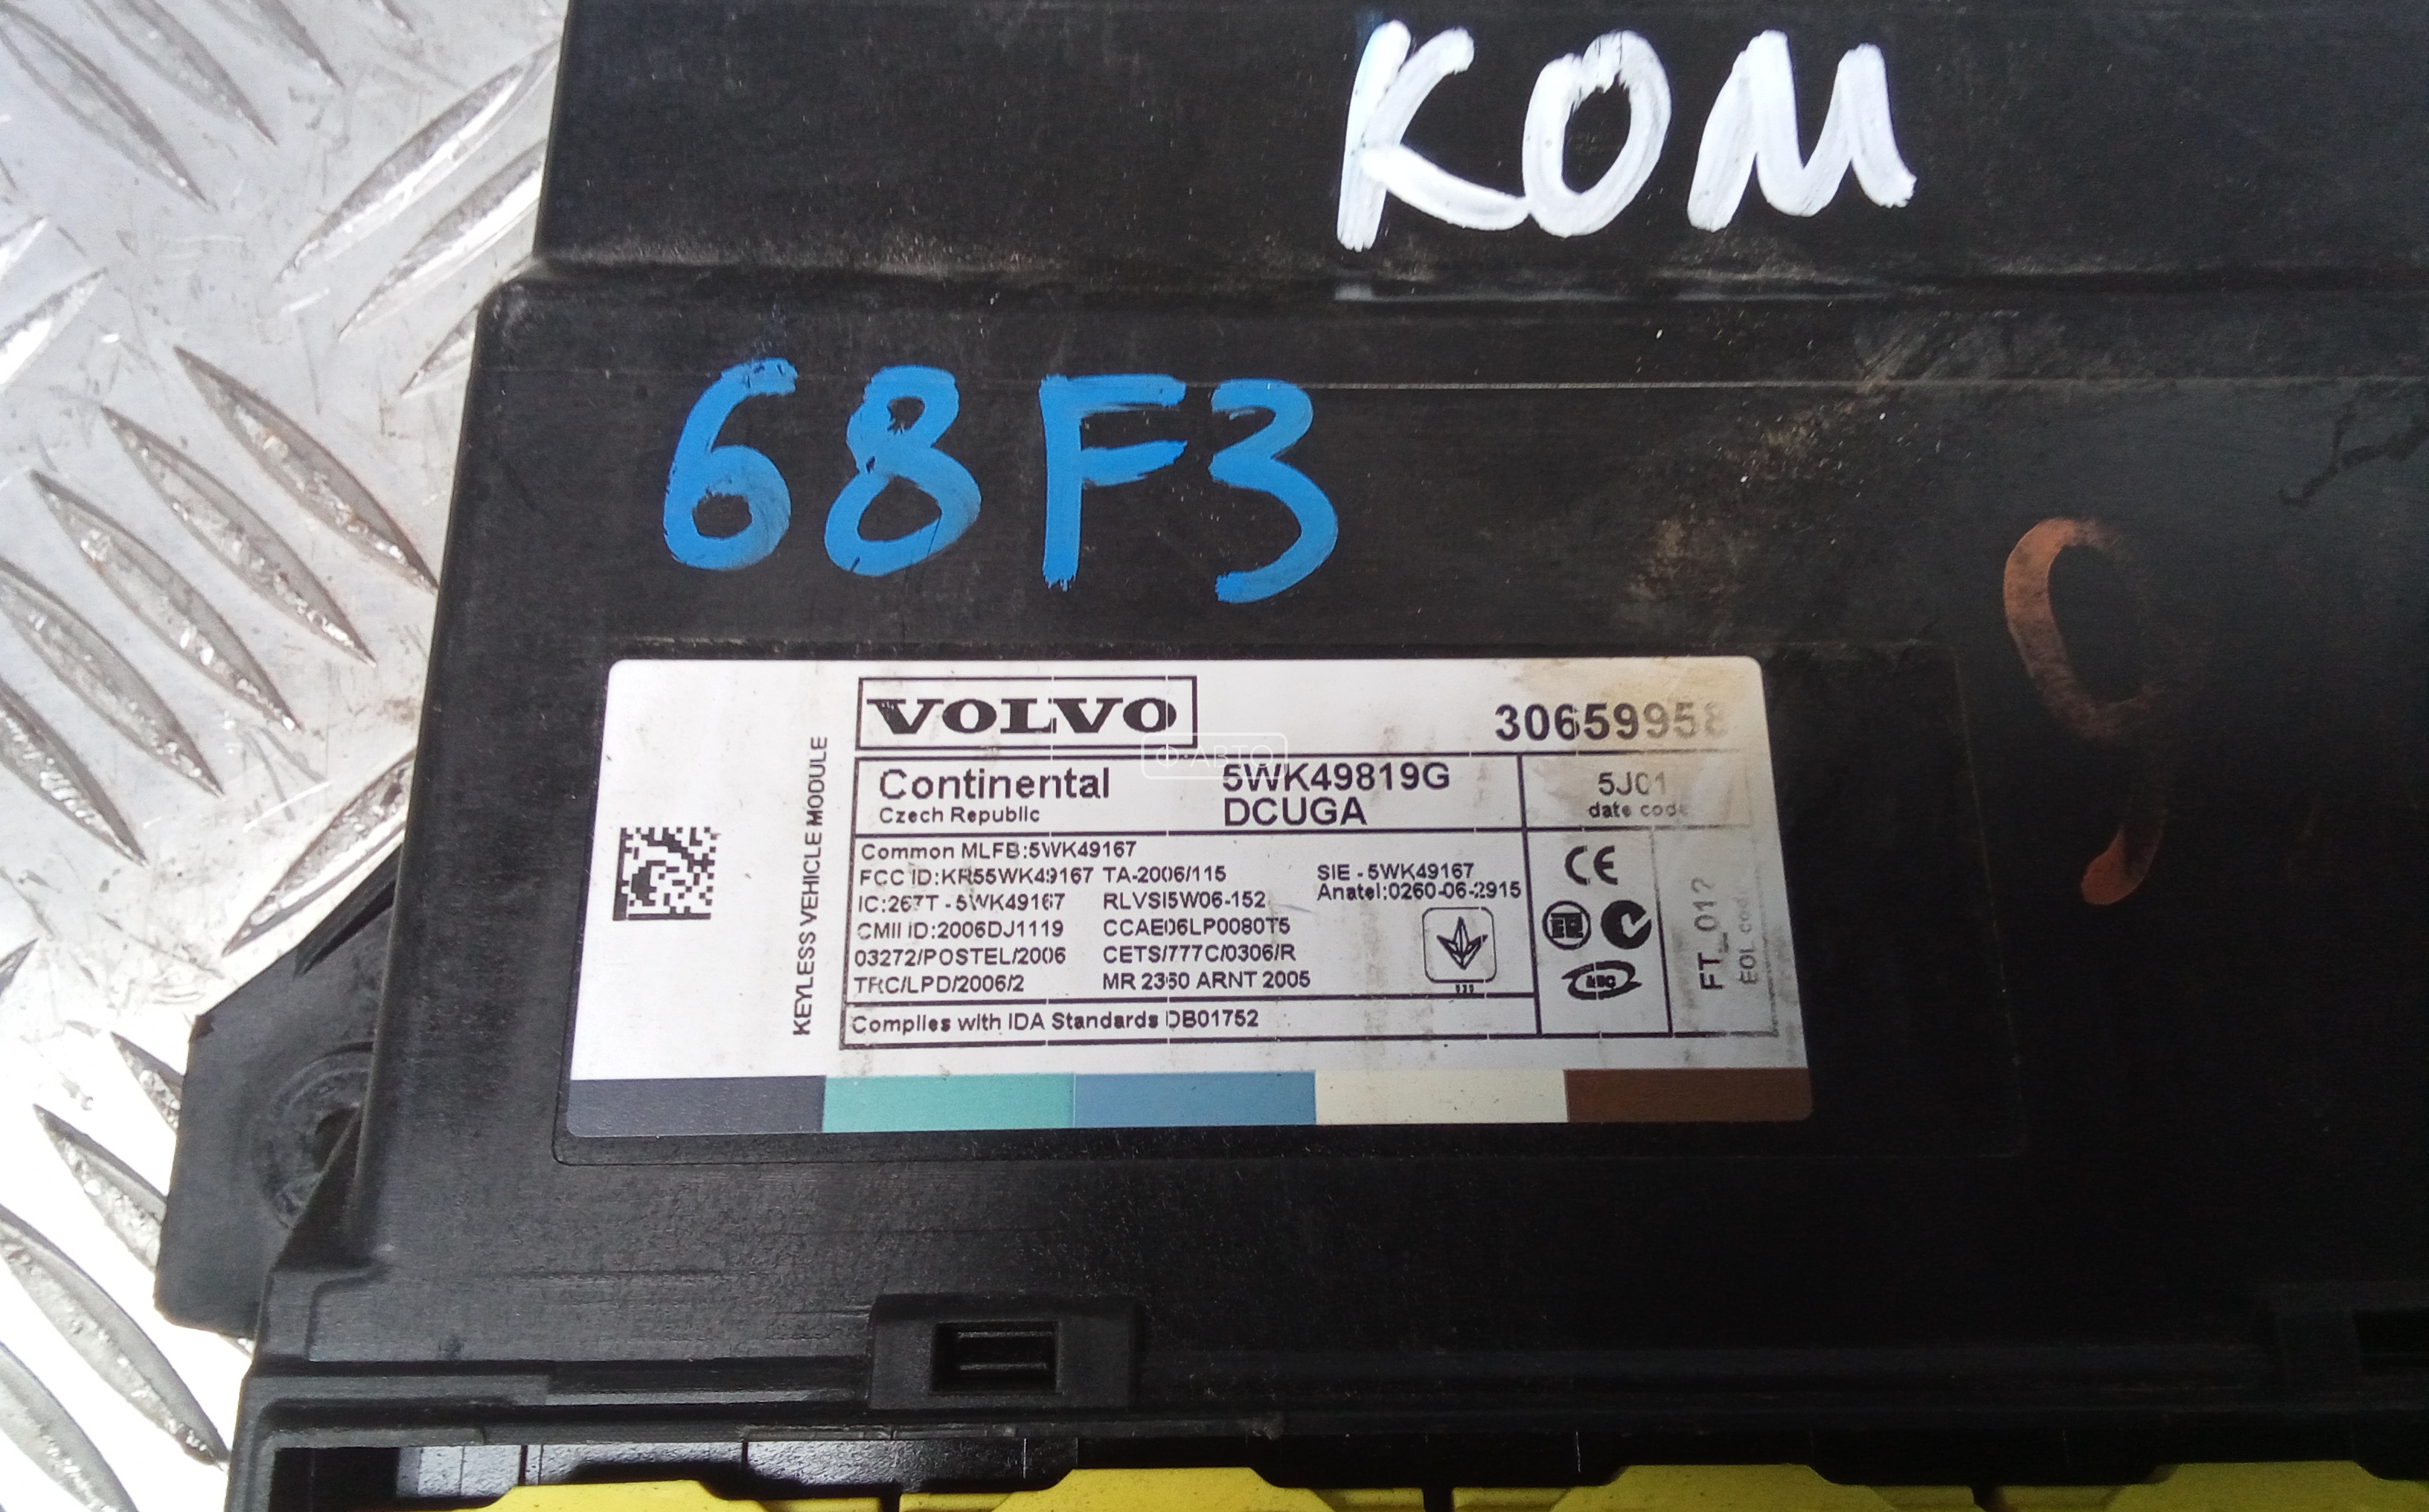 КОМ
68F3
9
VOLVO
30659958
Ф-АВТО
KEYLESS VEHICLE MODULE
Continental
Czech Republic
5WK49819G
DCUGA
5J01
date code
Common MLFB:5WK49167
FCC ID:KR55WK49167 TA-2006/115
SIE - 5WK49167
IC:267T - 5WK49167 RLVSI5W06-152
Anatel:0260-06-2915
CMII ID:2006DJ1119 CCAE06LP0080T5
03272/POSTEL/2006 CETS/777C/0306/R
TRC/LPD/2006/2 MR 2360 ARNT 2005
Complies with IDA Standards DB01752
CE
FT_012
EOL code